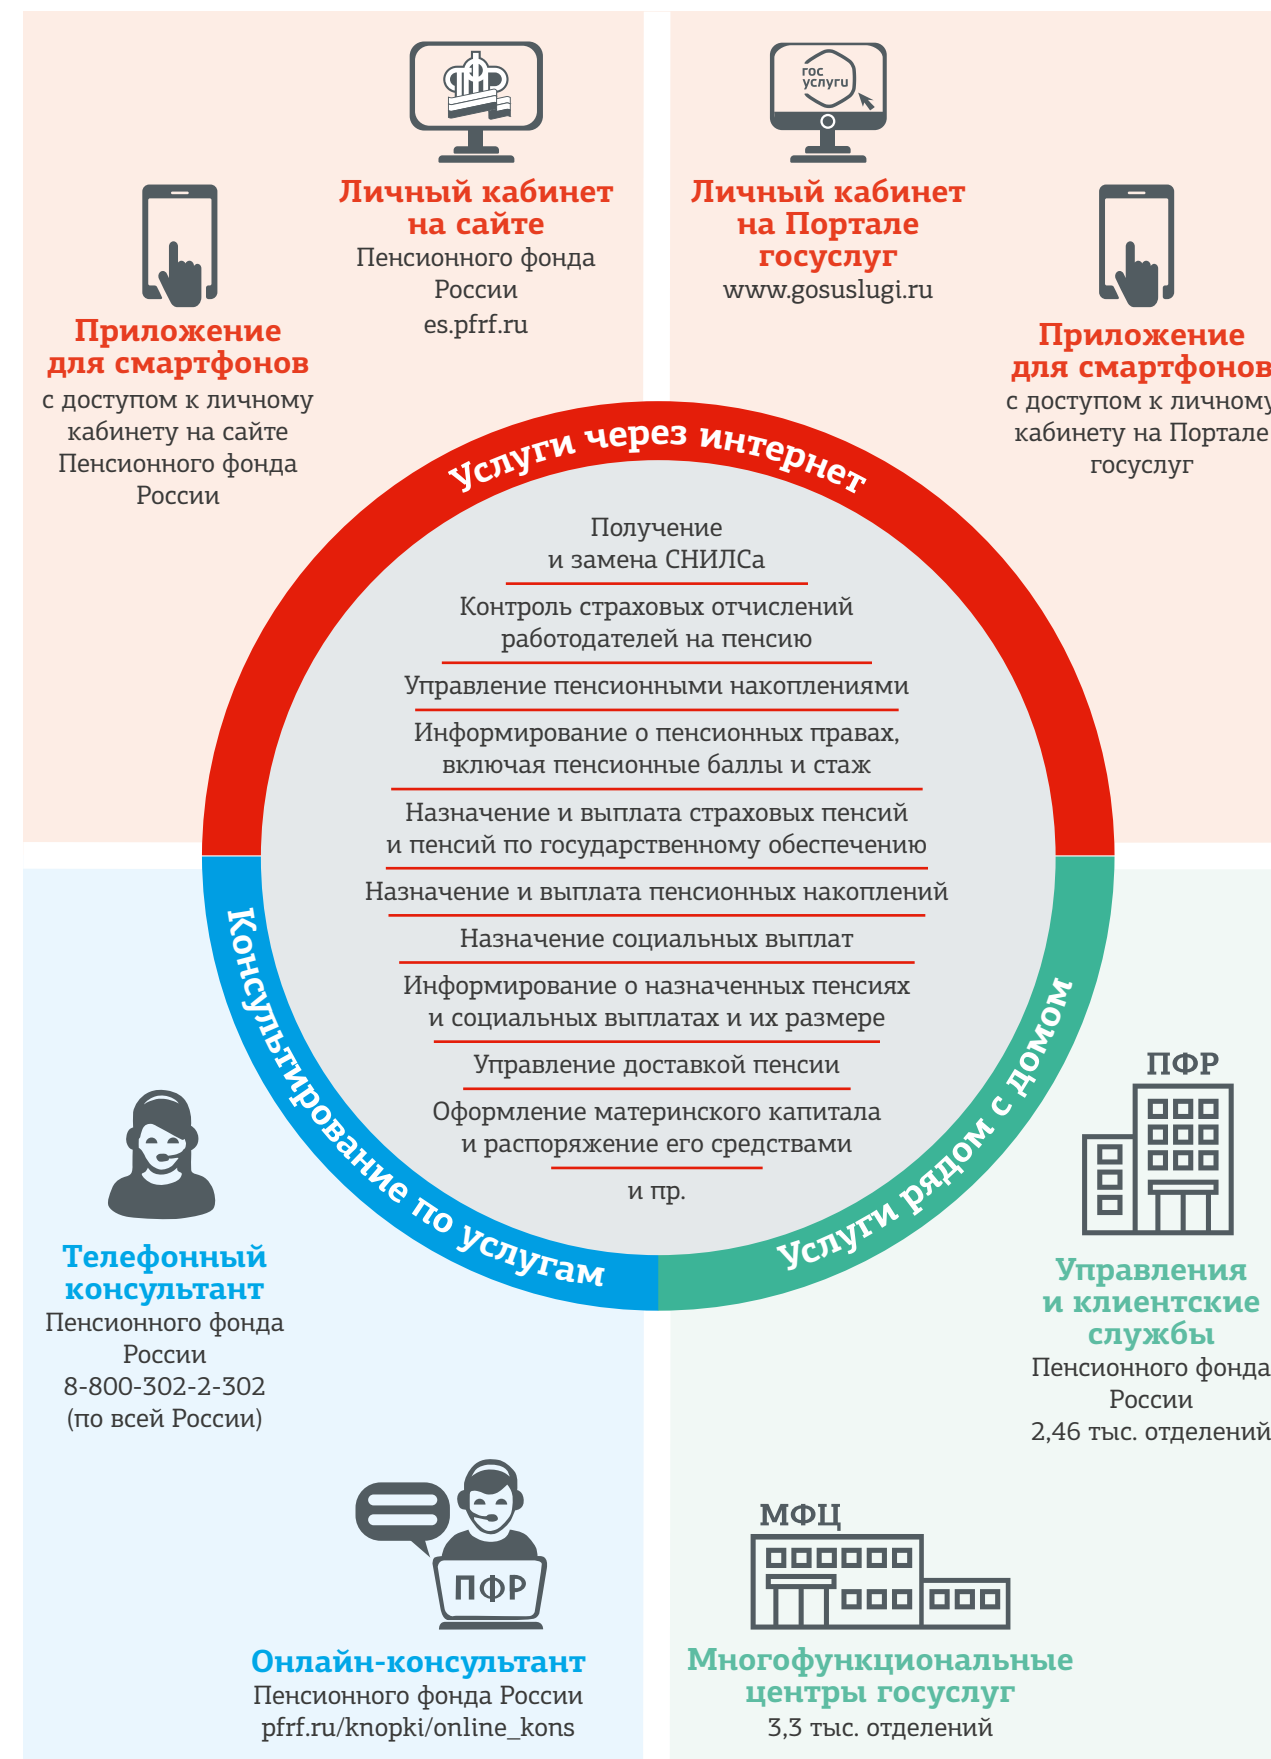 гос
услуги
Личный кабинет
на сайте
Пенсионного фонда
России
es.pfrf.ru
Личный кабинет
на Портале
госуслуг
www.gosuslugi.ru
Приложение
для смартфонов
с доступом к личному
кабинету на сайте
Пенсионного фонда
России
Приложение
для смартфонов
с доступом к личному
кабинету на Портале
госуслуг
Услуги через интернет
Получение
и замена СНИЛСа
Контроль страховых отчислений
работодателей на пенсию
Управление пенсионными накоплениями
Информирование о пенсионных правах,
включая пенсионные баллы и стаж
Назначение и выплата страховых пенсий
и пенсий по государственному обеспечению
Назначение и выплата пенсионных накоплений
Назначение социальных выплат
Информирование о назначенных пенсиях
и социальных выплатах и их размере
Управление доставкой пенсии
Оформление материнского капитала
и распоряжение его средствами
и пр.
Консультирование по услугам
Услуги рядом с домом
Телефонный
консультант
Пенсионного фонда
России
8-800-302-2-302
(по всей России)
ПФР
Онлайн-консультант
Пенсионного фонда России
pfrf.ru/knopki/online_kons
ПФР
Управления
и клиентские
службы
Пенсионного фонда
России
2,46 тыс. отделений
МФЦ
Многофункциональные
центры госуслуг
3,3 тыс. отделений